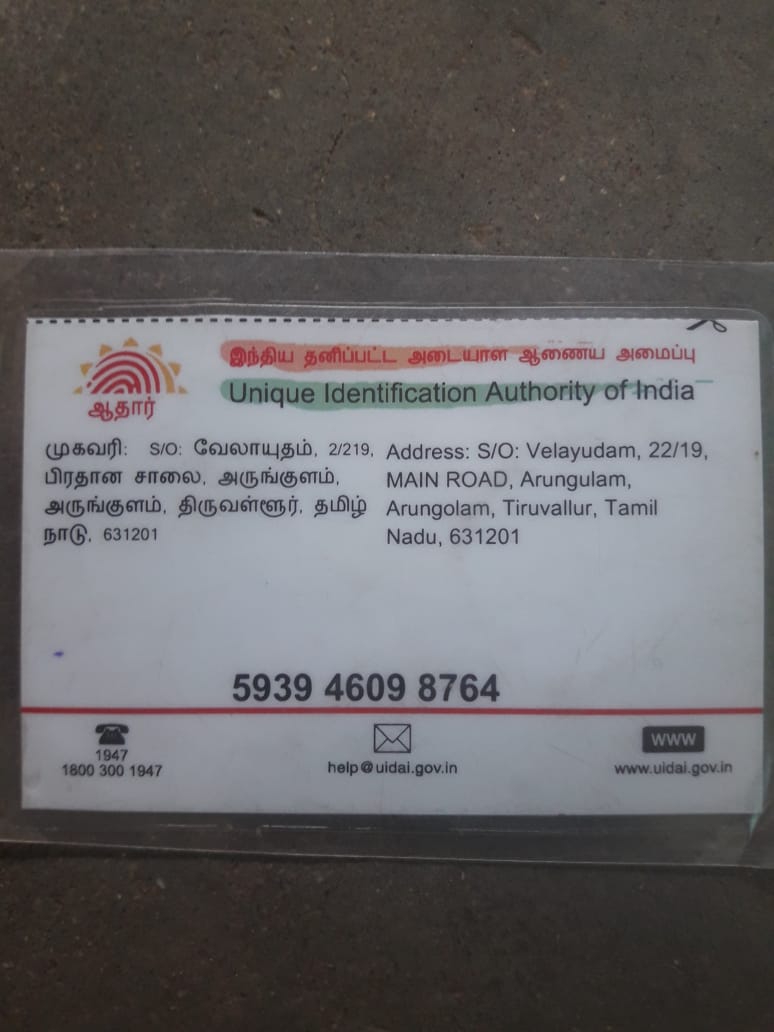 இந்திய தனிப்பட்ட அடையாள ஆணைய அமைப்பு
Unique Identification Authority of India
ஆதார்
முகவரி: S/O: வேலாயுதம், 2/219,
பிரதான சாலை, அருங்குளம்,
அருங்குளம், திருவள்ளூர், தமிழ்
நாடு, 631201
Address: S/O: Velayudam, 22/19,
MAIN ROAD, Arungulam,
Arungolam, Tiruvallur, Tamil
Nadu, 631201
5939 4609 8764
1947
1800 300 1947
help@uidai.gov.in
www
www.uidai.gov.in